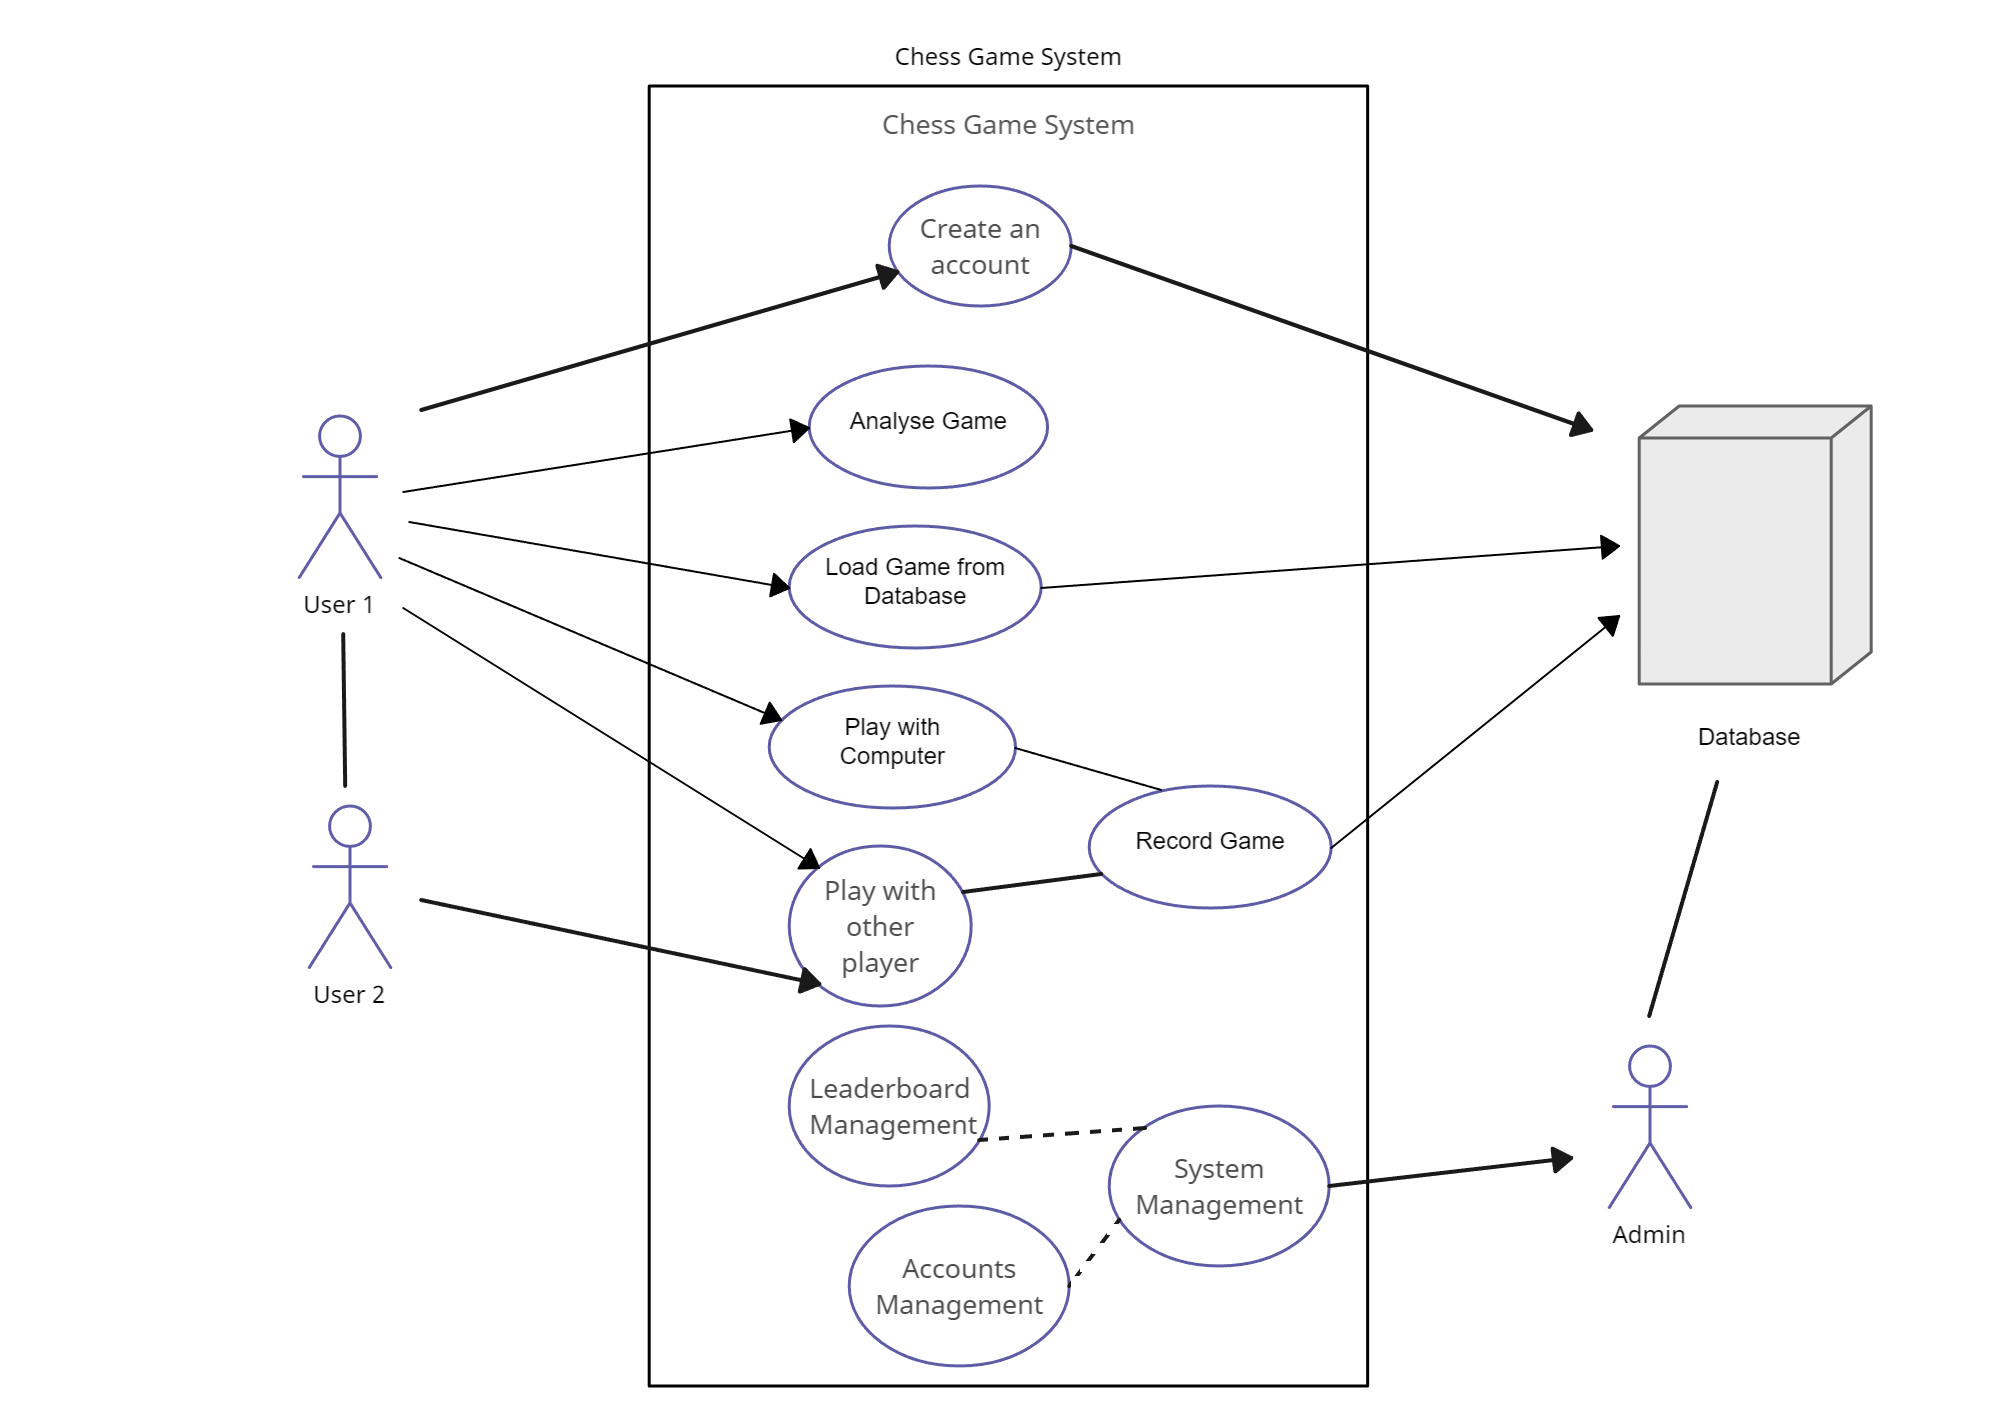 Chess Game System
Chess Game System
Create an
account
Analyse Game
Load Game from
Database
User 1
Play with
Computer
Database
Record Game
Play with
other
player
User 2
Leaderboard
Management
System
Management
Admin
Accounts
Management